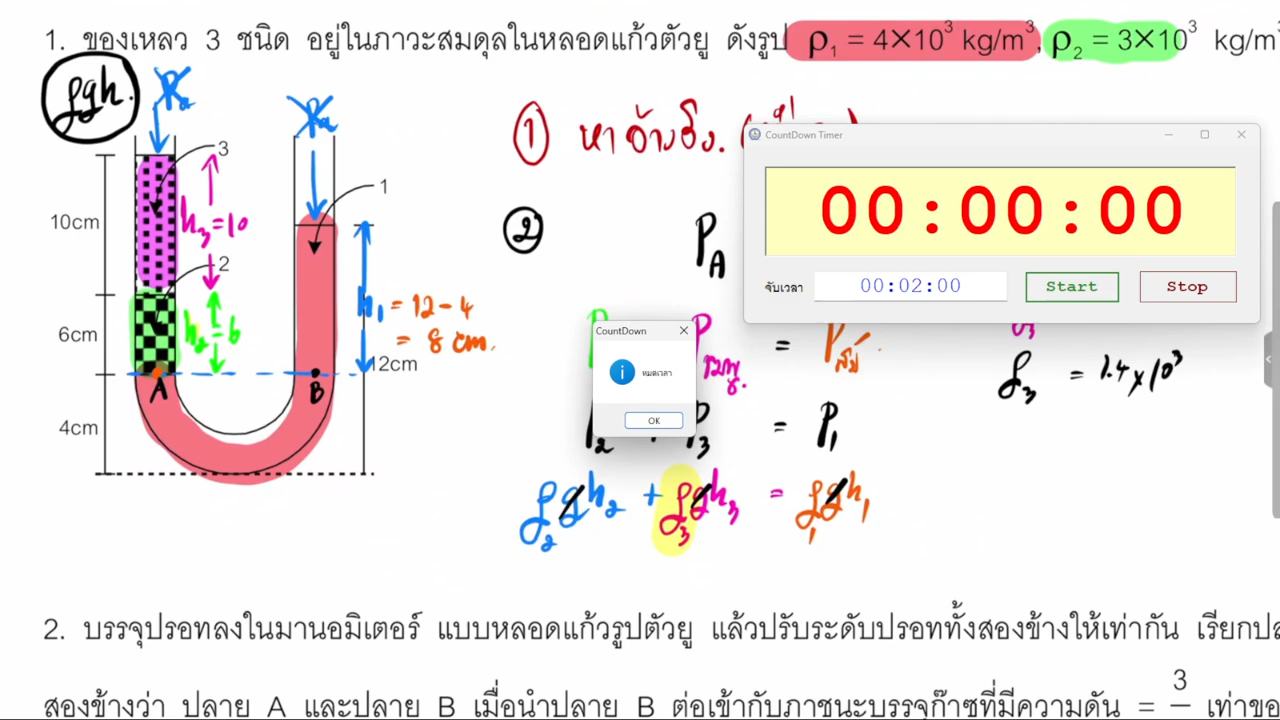 1. ของเหลว 3 ชนิด อยู่ในภาวะสมดุลในหลอดแก้วตัวยู ดังรูป ρ₁ = 4×10³ kg/m³, ρ₂ = 3×10³ kg/m³
ρgh.
Pa
Pa
① หาอ้างอิง.
3
1
10cm
h₃=10
2
6cm
h₂=6
h₁ = 12-4
= 8 cm.
12cm
A
B
4cm
②
P_A
CountDown Timer
00:00:00
จับเวลา
00:02:00
Start
Stop
CountDown
หมดเวลา
OK
=
ρ₃ = 1.4×10³
P₂ P₃ = P₁
ρ₂gh₂ + ρ₃gh₃ = ρ₁gh₁
2. บรรจุปรอทลงในมานอมิเตอร์ แบบหลอดแก้วรูปตัวยู แล้วปรับระดับปรอททั้งสองข้างให้เท่ากัน เรียกปล
สองข้างว่า ปลาย A และปลาย B เมื่อนำปลาย B ต่อเข้ากับภาชนะบรรจุก๊าซที่มีความดัน = 3 เท่าของ